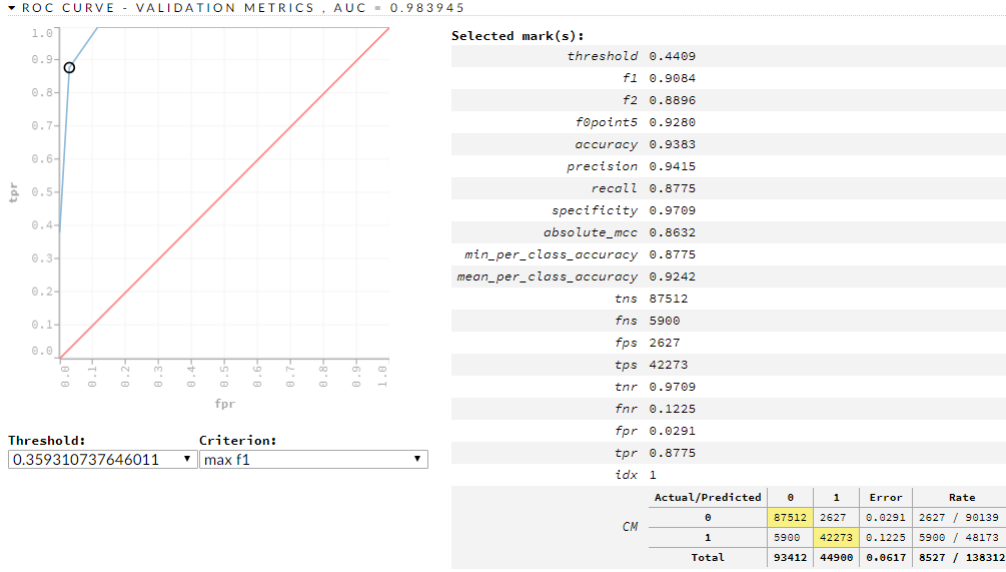 ▾ ROC CURVE - VALIDATION METRICS , AUC = 0.983945
1.0
0.9
0.8
0.7
0.6
0.5
0.4
0.3
0.2
0.1
0.0
tpr
0.0 0.1 0.2 0.3 0.4 0.5 0.6 0.7 0.8 0.9 1.0
fpr
Threshold: Criterion:
0.359310737646011 ▼ max f1 ▼
Selected mark(s):
threshold 0.4409
f1 0.9084
f2 0.8896
f0point5 0.9280
accuracy 0.9383
precision 0.9415
recall 0.8775
specificity 0.9709
absolute_mcc 0.8632
min_per_class_accuracy 0.8775
mean_per_class_accuracy 0.9242
tns 87512
fns 5900
fps 2627
tps 42273
tnr 0.9709
fnr 0.1225
fpr 0.0291
tpr 0.8775
idx 1
CM
Actual/Predicted 0 1 Error Rate
0 87512 2627 0.0291 2627 / 90139
1 5900 42273 0.1225 5900 / 48173
Total 93412 44900 0.0617 8527 / 138312